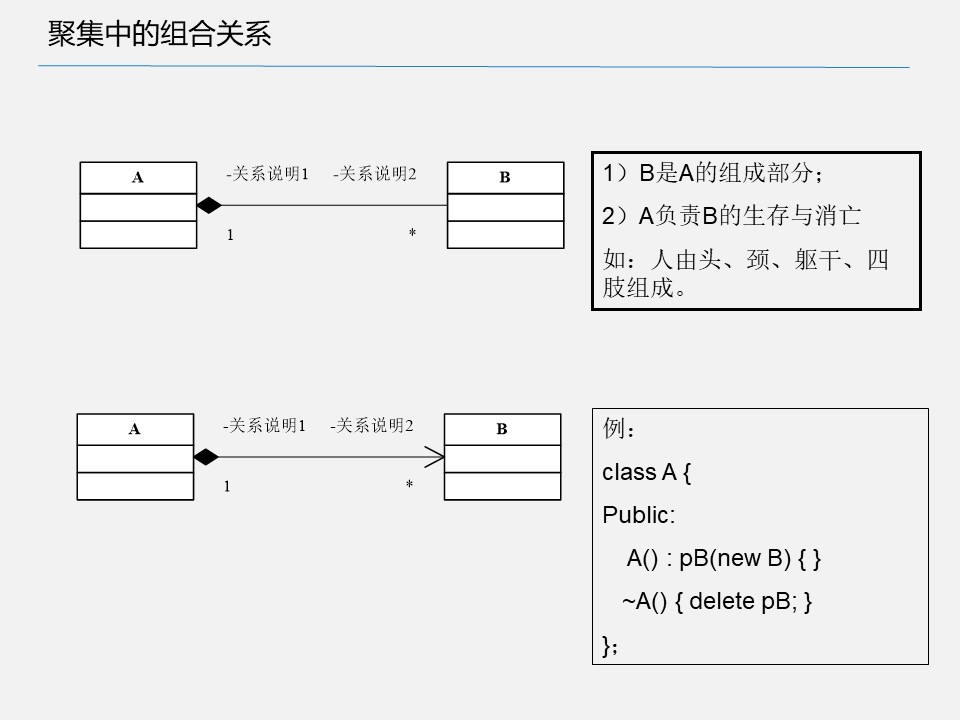 聚集中的组合关系
A
-关系说明1 -关系说明2
B
1 *
1）B是A的组成部分；
2）A负责B的生存与消亡
如：人由头、颈、躯干、四
肢组成。
A
-关系说明1 -关系说明2
B
1 *
例：
class A {
Public:
A() : pB(new B) { }
~A() { delete pB; }
};